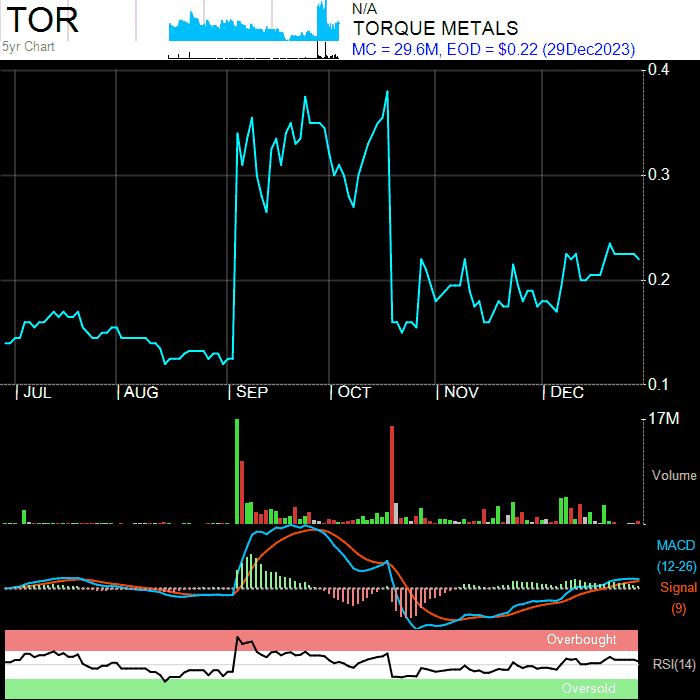 TOR
5yr Chart
N/A
TORQUE METALS
MC = 29.6M, EOD = $0.22 (29Dec2023)
0.4
0.3
0.2
0.1
JUL AUG SEP OCT NOV DEC
17M
Volume
MACD
(12-26)
Signal
(9)
Overbought
RSI(14)
Oversold